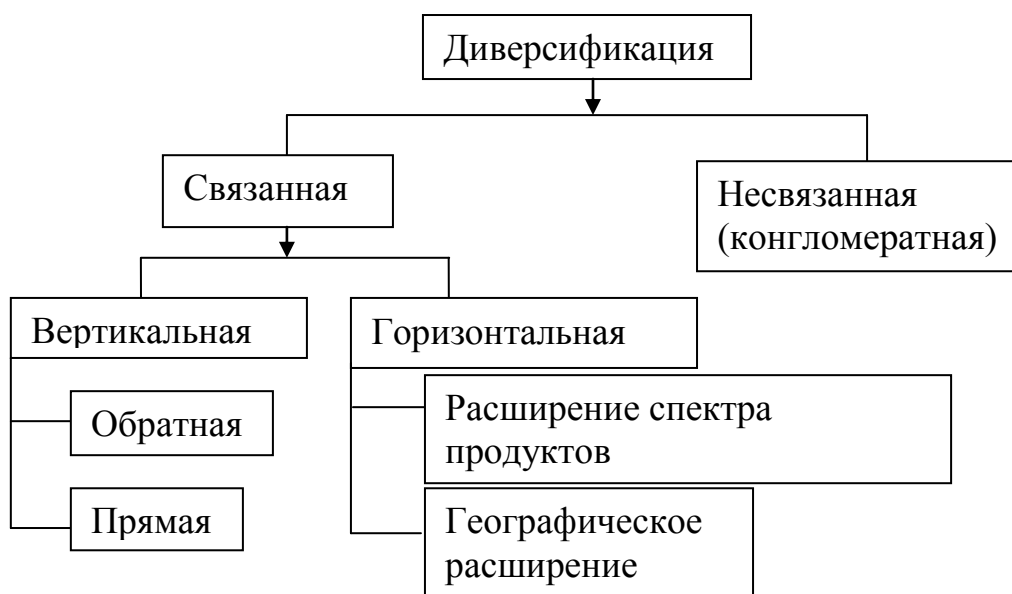 Диверсификация
Связанная
Несвязанная
(конгломератная)
Вертикальная
Горизонтальная
Обратная
Прямая
Расширение спектра
продуктов
Географическое
расширение